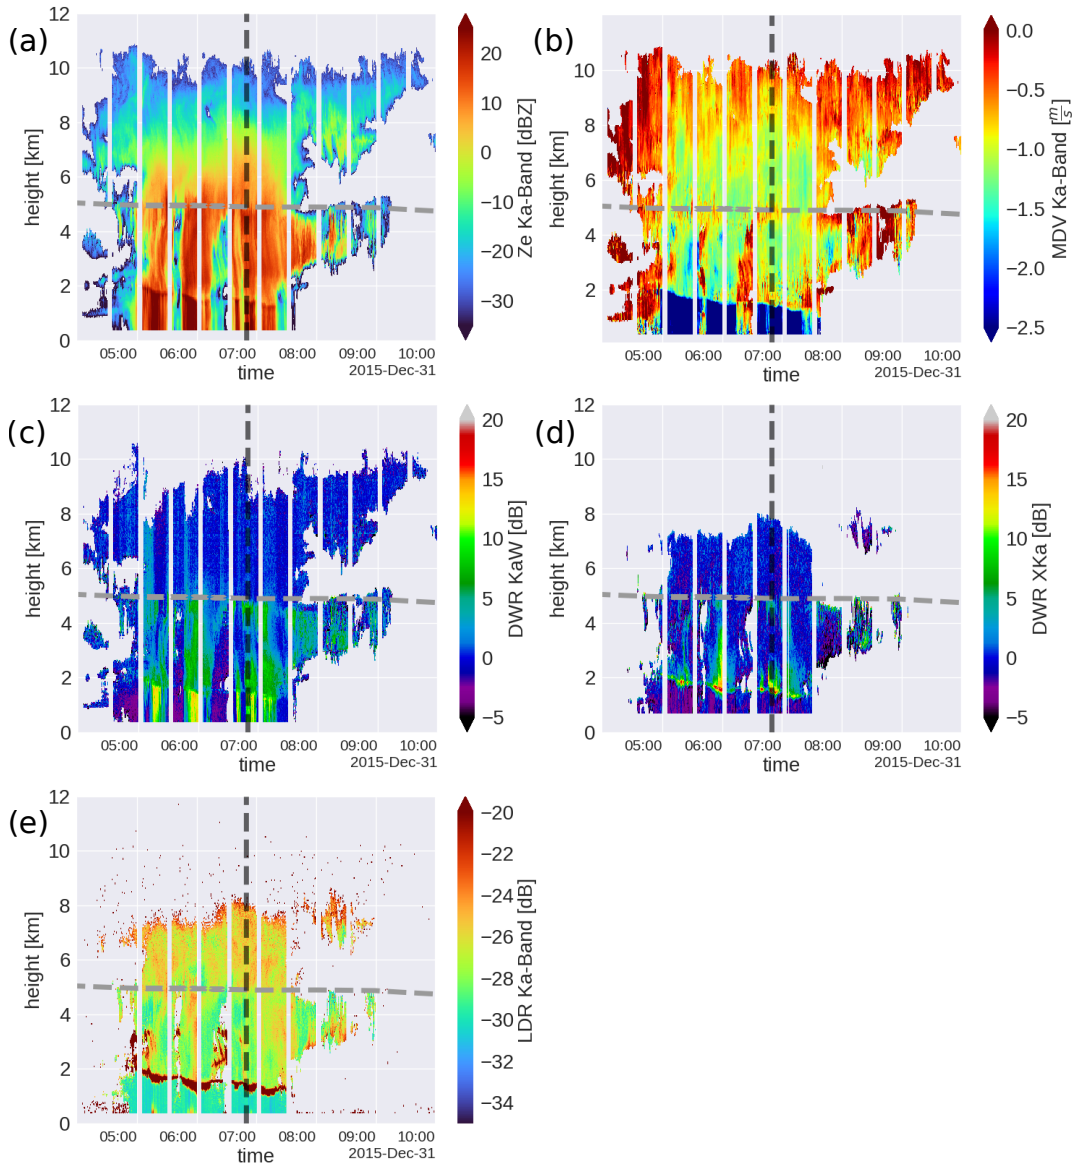 (a)
12
10
8
6
4
2
0
height [km]
05:00 06:00 07:00 08:00 09:00 10:00
time
2015-Dec-31
20
10
0
−10
−20
−30
Ze Ka-Band [dBZ]
(b)
10
8
6
4
2
height [km]
05:00 06:00 07:00 08:00 09:00 10:00
time
2015-Dec-31
0.0
−0.5
−1.0
−1.5
−2.0
−2.5
MDV Ka-Band [m/s]
(c)
12
10
8
6
4
2
0
height [km]
05:00 06:00 07:00 08:00 09:00 10:00
time
2015-Dec-31
20
15
10
5
0
−5
DWR KaW [dB]
(d)
12
10
8
6
4
2
0
height [km]
05:00 06:00 07:00 08:00 09:00 10:00
time
2015-Dec-31
20
15
10
5
0
−5
DWR XKa [dB]
(e)
12
10
8
6
4
2
0
height [km]
05:00 06:00 07:00 08:00 09:00 10:00
time
2015-Dec-31
−20
−22
−24
−26
−28
−30
−32
−34
LDR Ka-Band [dB]